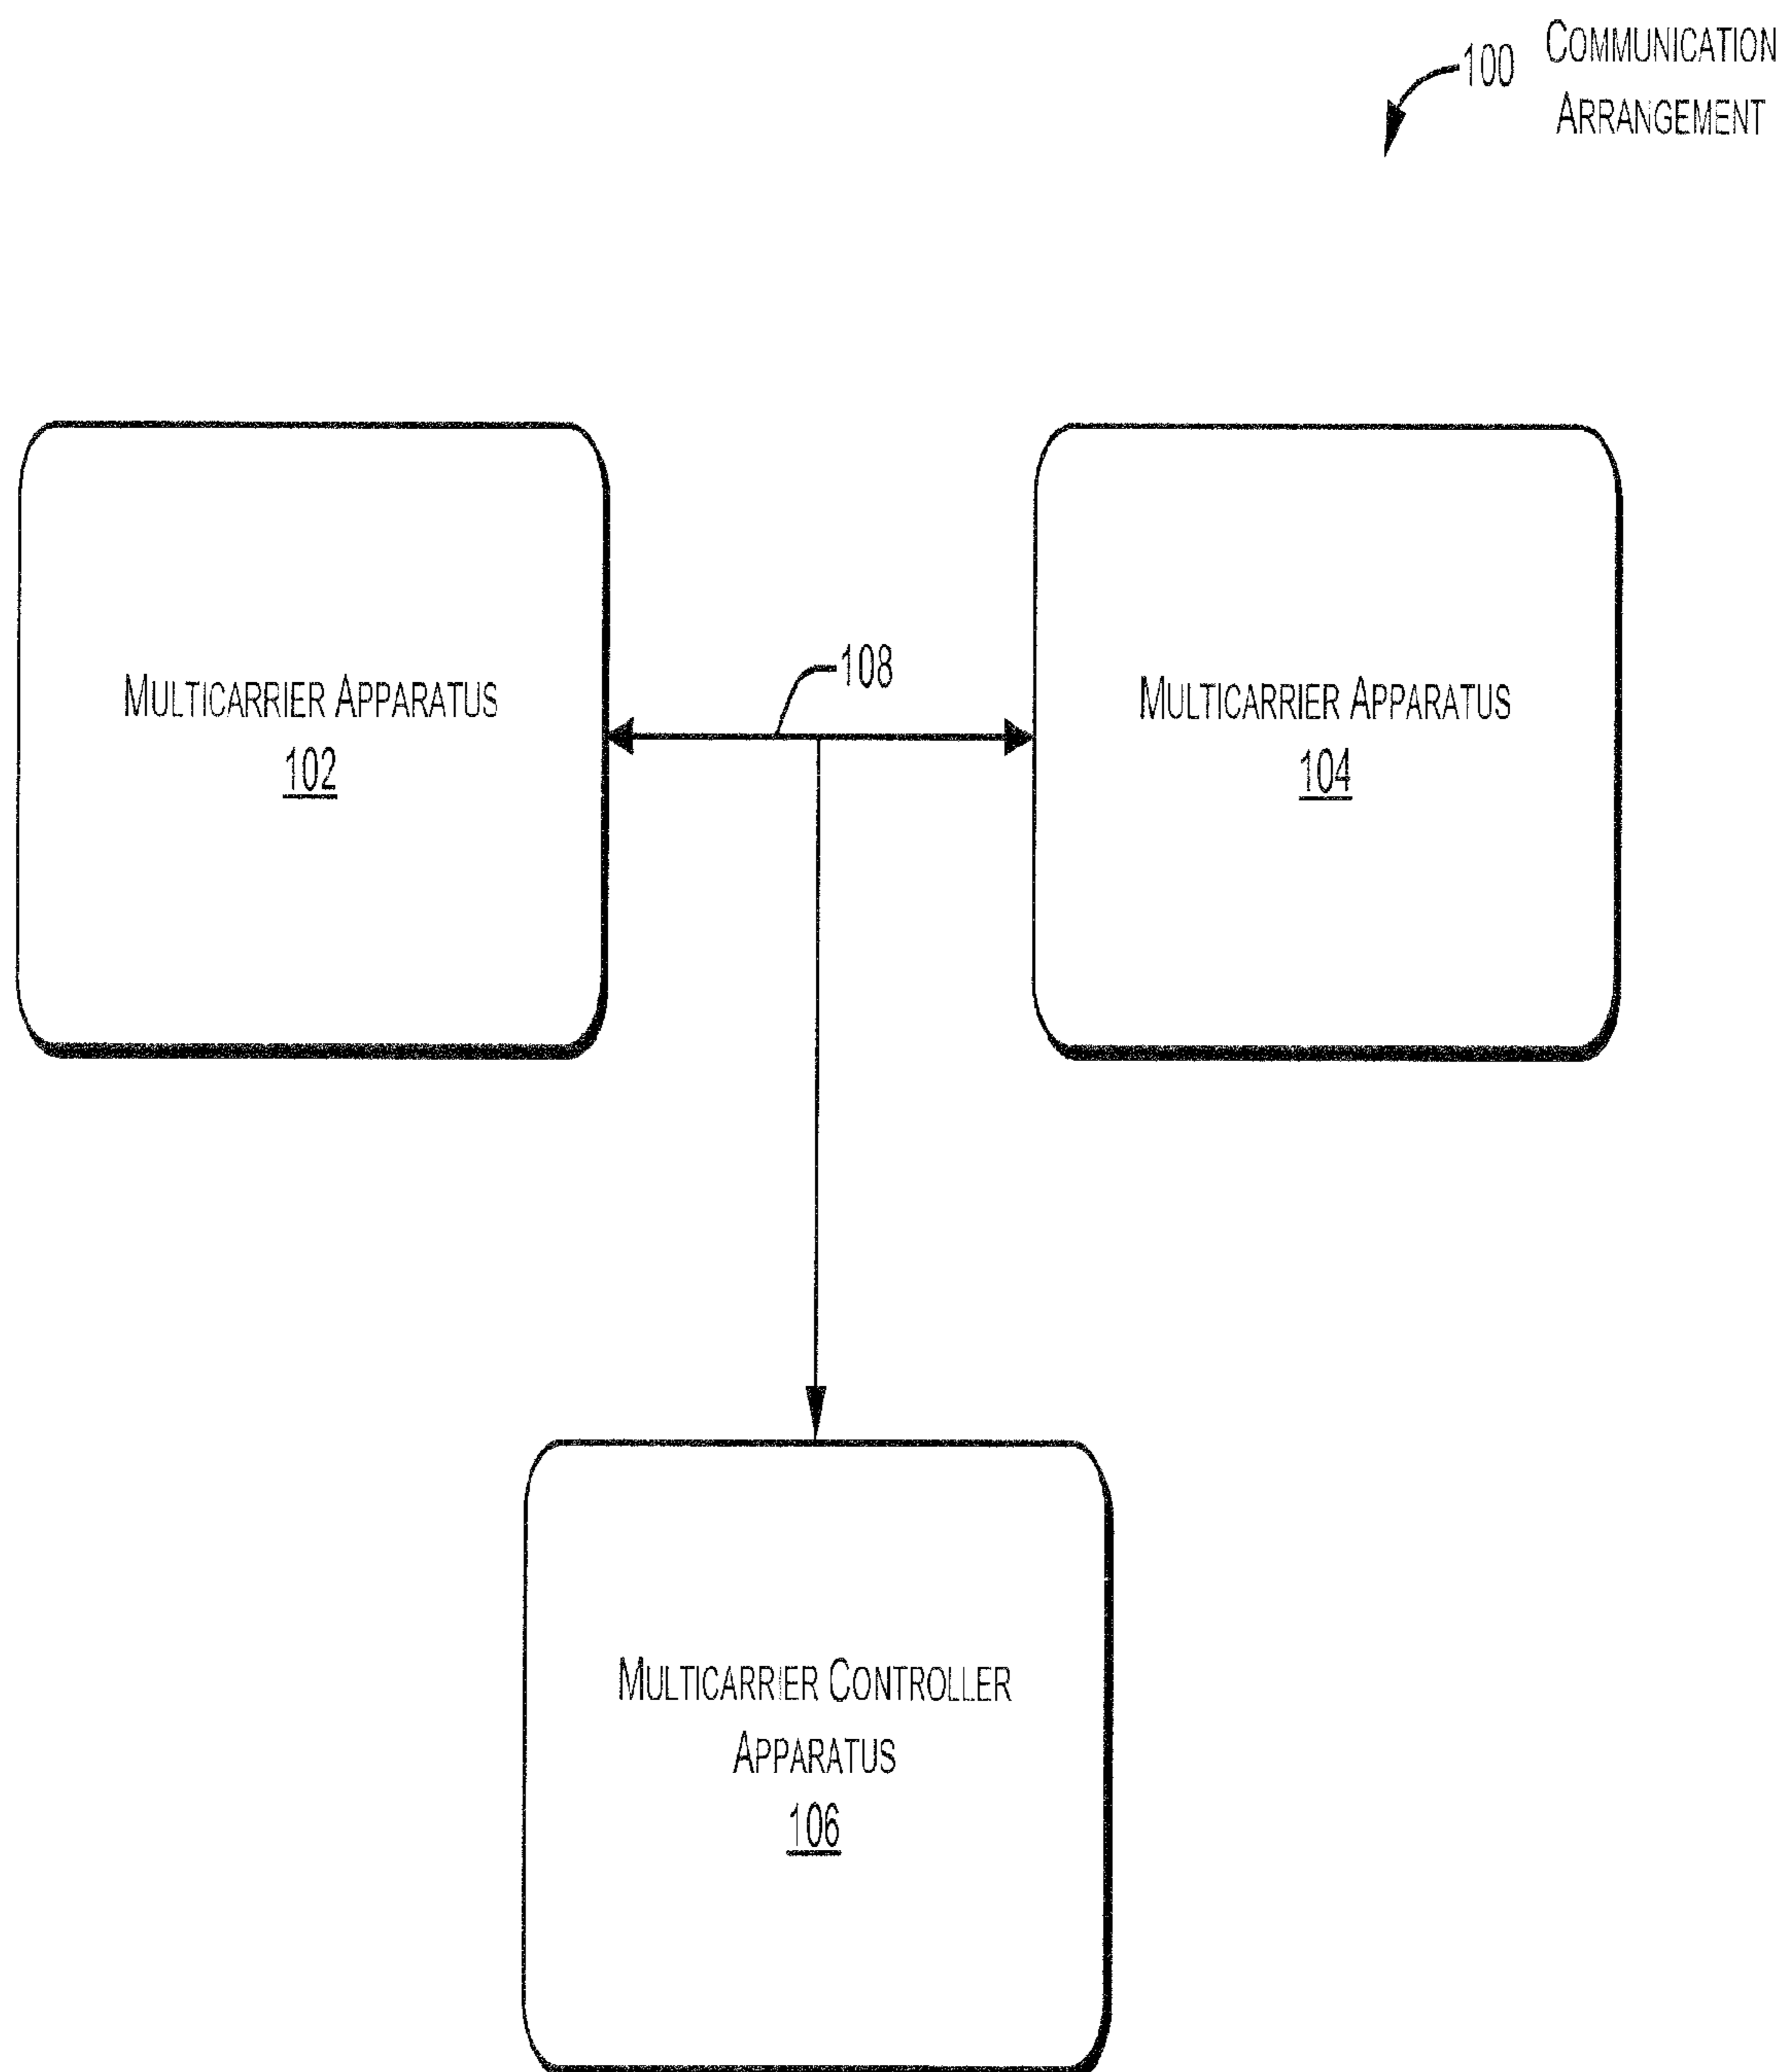 100 COMMUNICATION
ARRANGEMENT
108
MULTICARRIER APPARATUS
102
MULTICARRIER APPARATUS
104
MULTICARRIER CONTROLLER
APPARATUS
106